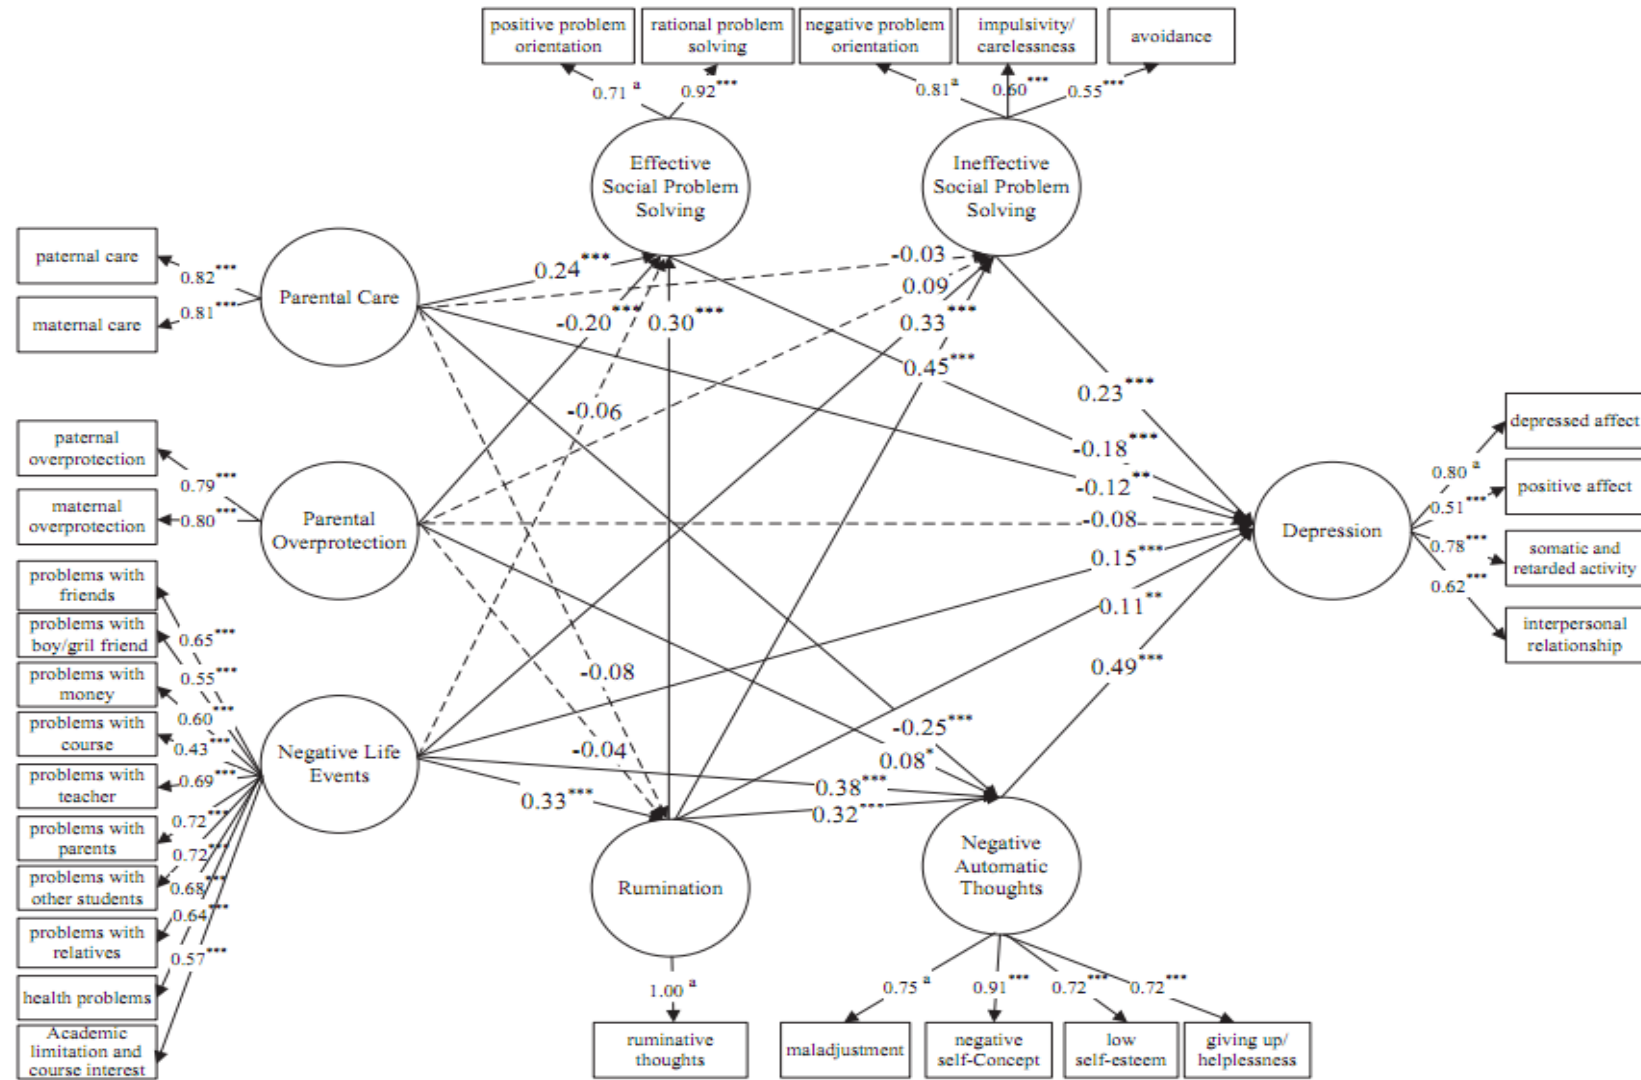 positive problem
orientation
rational problem
solving
negative problem
orientation
impulsivity/
carelessness
avoidance
0.71 a
0.92***
0.81a
0.60***
0.55***
Effective
Social Problem
Solving
Ineffective
Social Problem
Solving
paternal care
maternal care
0.82***
0.81***
Parental Care
0.24***
-0.03
0.09
-0.20***
0.30***
0.33***
0.45***
0.23***
-0.06
-0.18***
-0.12**
-0.08
0.15***
0.11**
0.49***
paternal
overprotection
maternal
overprotection
0.79***
0.80***
Parental
Overprotection
Depression
0.80 a
0.51***
0.78***
0.62***
depressed affect
positive affect
somatic and
retarded activity
interpersonal
relationship
problems with
friends
problems with
boy/gril friend
problems with
money
problems with
course
problems with
teacher
problems with
parents
problems with
other students
problems with
relatives
health problems
Academic
limitation and
course interest
0.65***
0.55***
0.60***
0.43***
0.69***
0.72***
0.72***
0.68***
0.64***
0.57***
Negative Life
Events
-0.08
-0.04
0.33***
-0.25***
0.08*
0.38***
0.32***
Rumination
Negative
Automatic
Thoughts
1.00 a
ruminative
thoughts
0.75 a
0.91***
0.72***
0.72***
maladjustment
negative
self-Concept
low
self-esteem
giving up/
helplessness